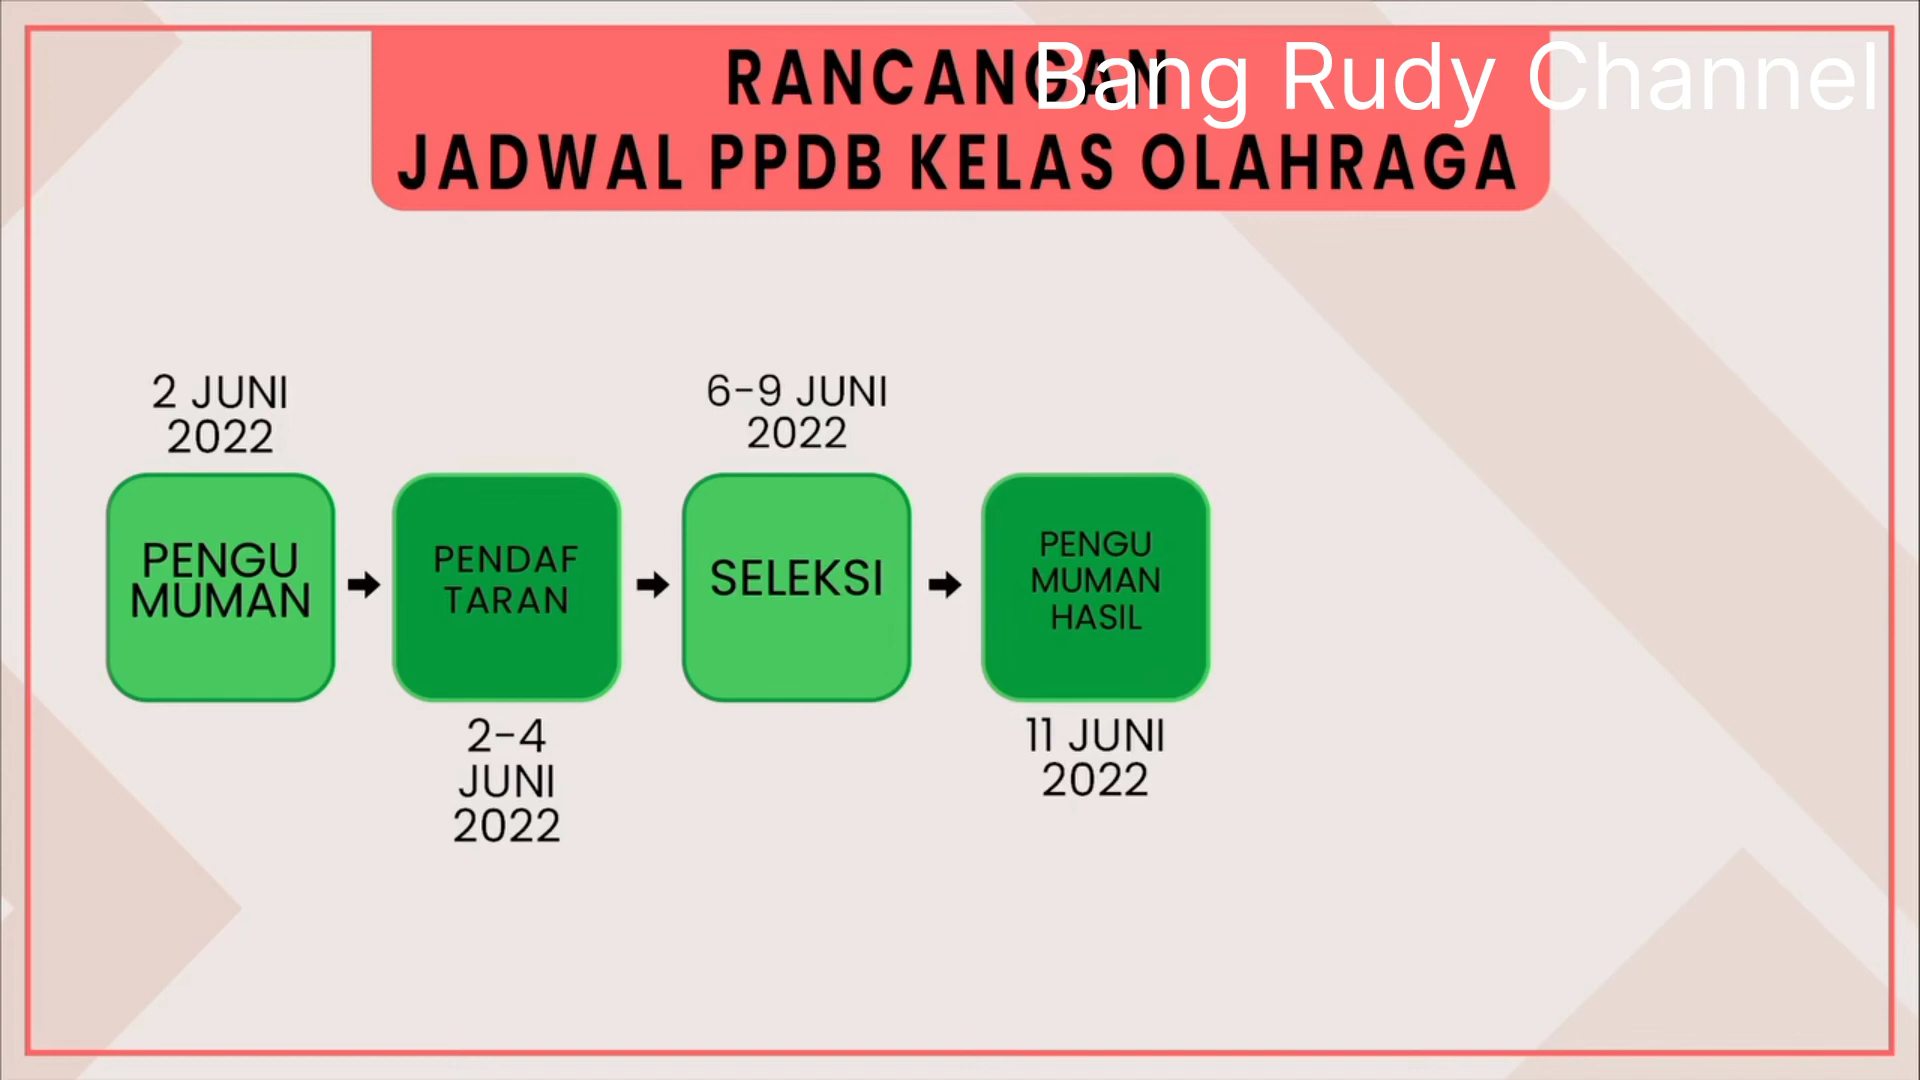 RANCANGAN
Bang Rudy Channel
JADWAL PPDB KELAS OLAHRAGA
2 JUNI
2022
PENGU
MUMAN
PENDAF
TARAN
2-4
JUNI
2022
6-9 JUNI
2022
SELEKSI
PENGU
MUMAN
HASIL
11 JUNI
2022